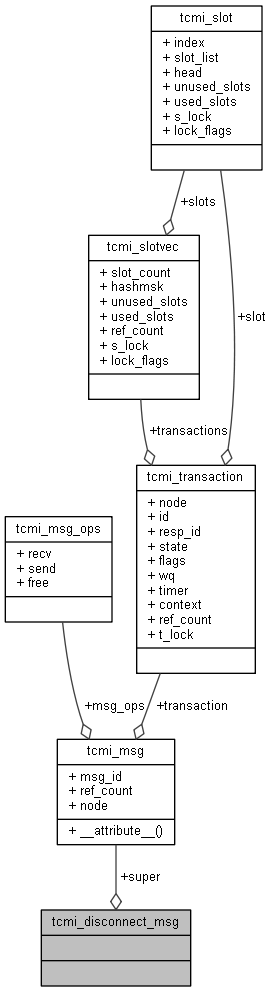 tcmi_slot
+ index
+ slot_list
+ head
+ unused_slots
+ used_slots
+ s_lock
+ lock_flags
+slots
tcmi_slotvec
+ slot_count
+ hashmsk
+ unused_slots
+ used_slots
+ ref_count
+ s_lock
+ lock_flags
+slot
+transactions
tcmi_transaction
+ node
+ id
+ resp_id
+ state
+ flags
+ wq
+ timer
+ context
+ ref_count
+ t_lock
tcmi_msg_ops
+ recv
+ send
+ free
+msg_ops
+transaction
tcmi_msg
+ msg_id
+ ref_count
+ node
+ __attribute__()
+super
tcmi_disconnect_msg